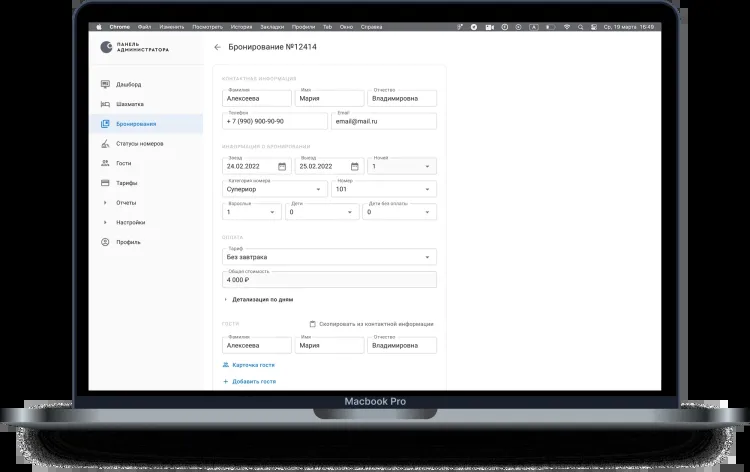 Chrome Файл Изменить Посмотреть История Закладки Профили Tab Окно Справка
A Ср, 19 марта, 16:49
ПАНЕЛЬ
АДМИНИСТРАТОРА
Дешборд
Шахматка
Бронирования
Статусы номеров
Гости
Тарифы
Отчеты
Настройки
Профиль
Бронирование №12414
КОНТАКТНАЯ ИНФОРМАЦИЯ
Фамилия Имя Отчество
Алексеева Мария Владимировна
Телефон Email
+ 7 (990) 900-90-90 email@mail.ru
ИНФОРМАЦИЯ О БРОНИРОВАНИИ
Заезд Выезд Ночей
24.02.2022 25.02.2022 1
Категория номера Номер
Супериор 101
Взрослые Дети Дети без оплаты
1 0 0
ОПЛАТА
Тариф
Без завтрака
Общая стоимость
4 000 ₽
Детализация по дням
ГОСТИ Скопировать из контактной информации
Фамилия Имя Отчество
Алексеева Мария Владимировна
Карточка гостя
+ Добавить гостя
Macbook Pro